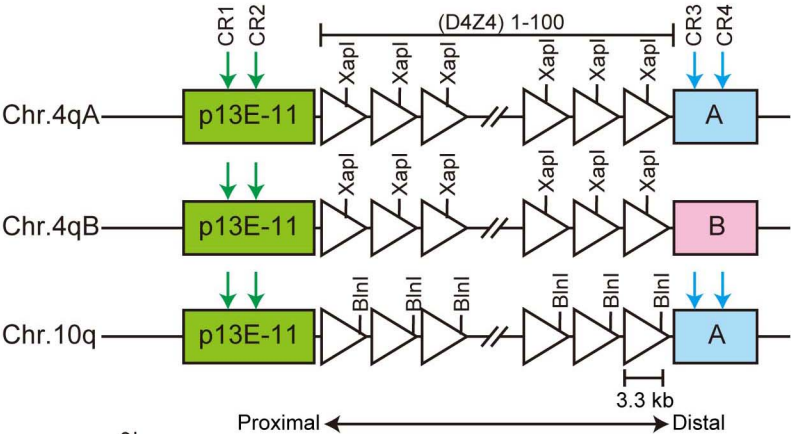 (D4Z4) 1-100
CR1 CR2 CR3 CR4
XapI XapI XapI XapI XapI XapI
Chr.4qA p13E-11 A
XapI XapI XapI XapI XapI XapI
Chr.4qB p13E-11 B
BlnI BlnI BlnI BlnI BlnI BlnI
Chr.10q p13E-11 A
3.3 kb
Proximal Distal